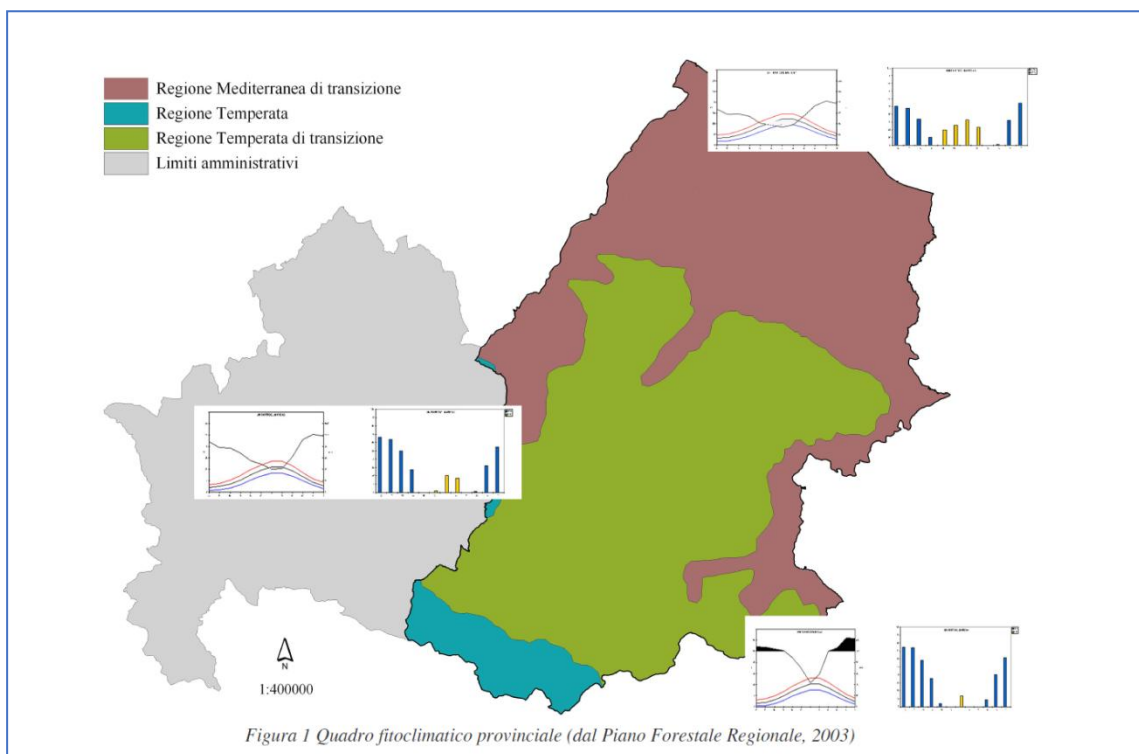 Regione Mediterranea di transizione
Regione Temperata
Regione Temperata di transizione
Limiti amministrativi
N
1:400000
Figura 1 Quadro fitoclimatico provinciale (dal Piano Forestale Regionale, 2003)